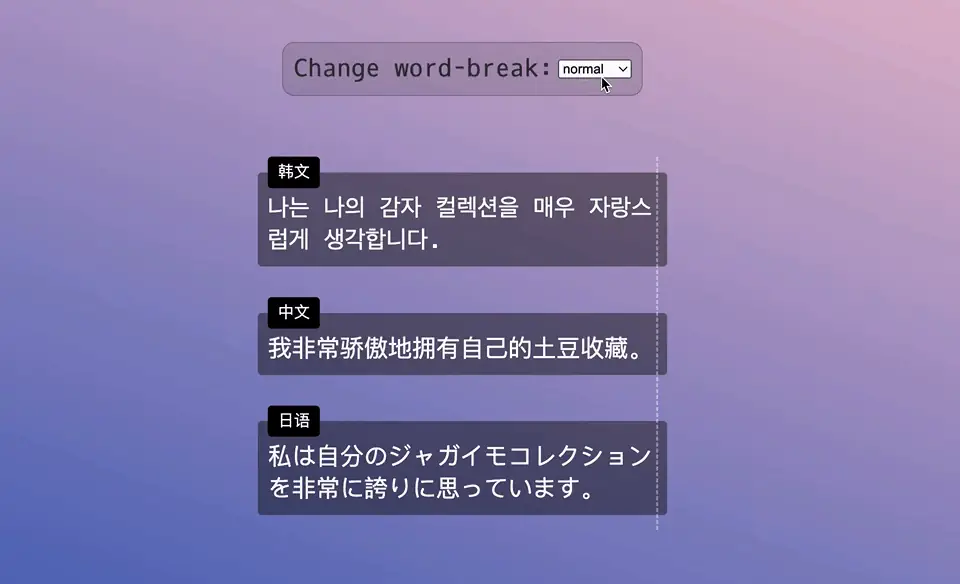 Change word-break: normal
韩文
나는 나의 감자 컬렉션을 매우 자랑스
럽게 생각합니다.
中文
我非常骄傲地拥有自己的土豆收藏。
日语
私は自分のジャガイモコレクション
を非常に誇りに思っています。